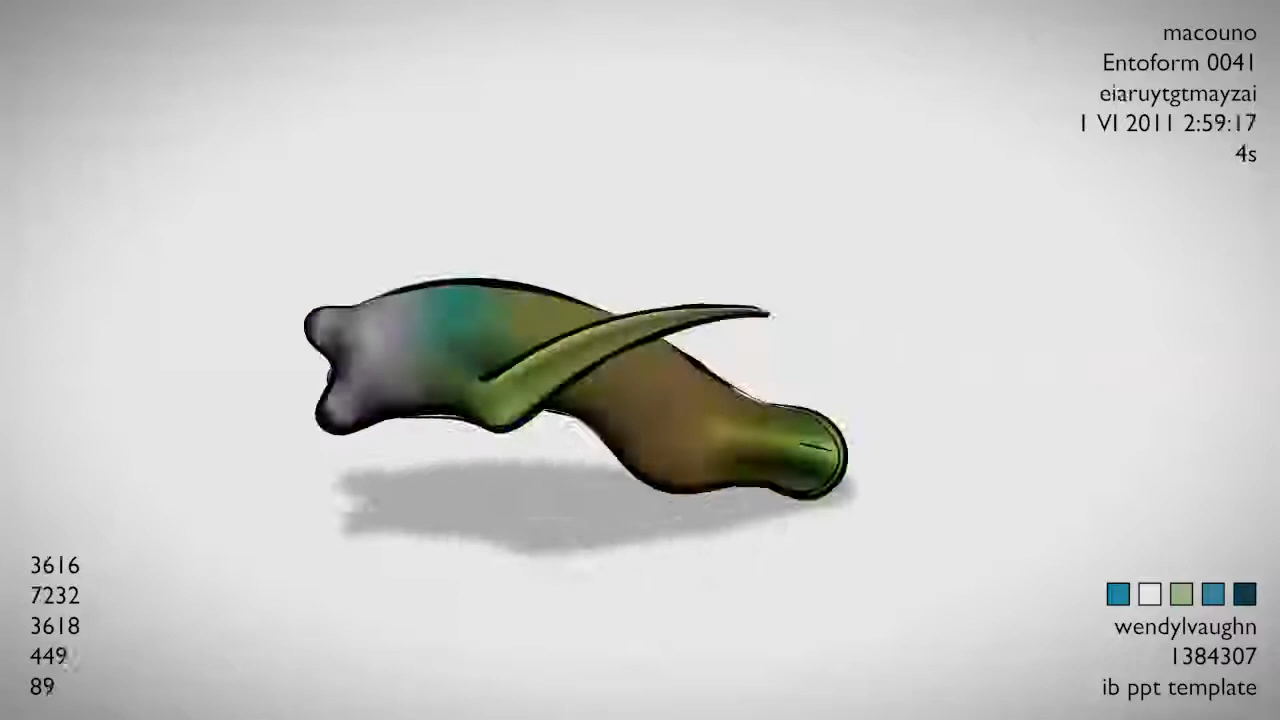 macouno
Entoform 0041
eiaruytgtmayzai
1 VI 2011 2:59:17
4s
3616
7232
3618
449
89
wendylvaughn
1384307
ib ppt template